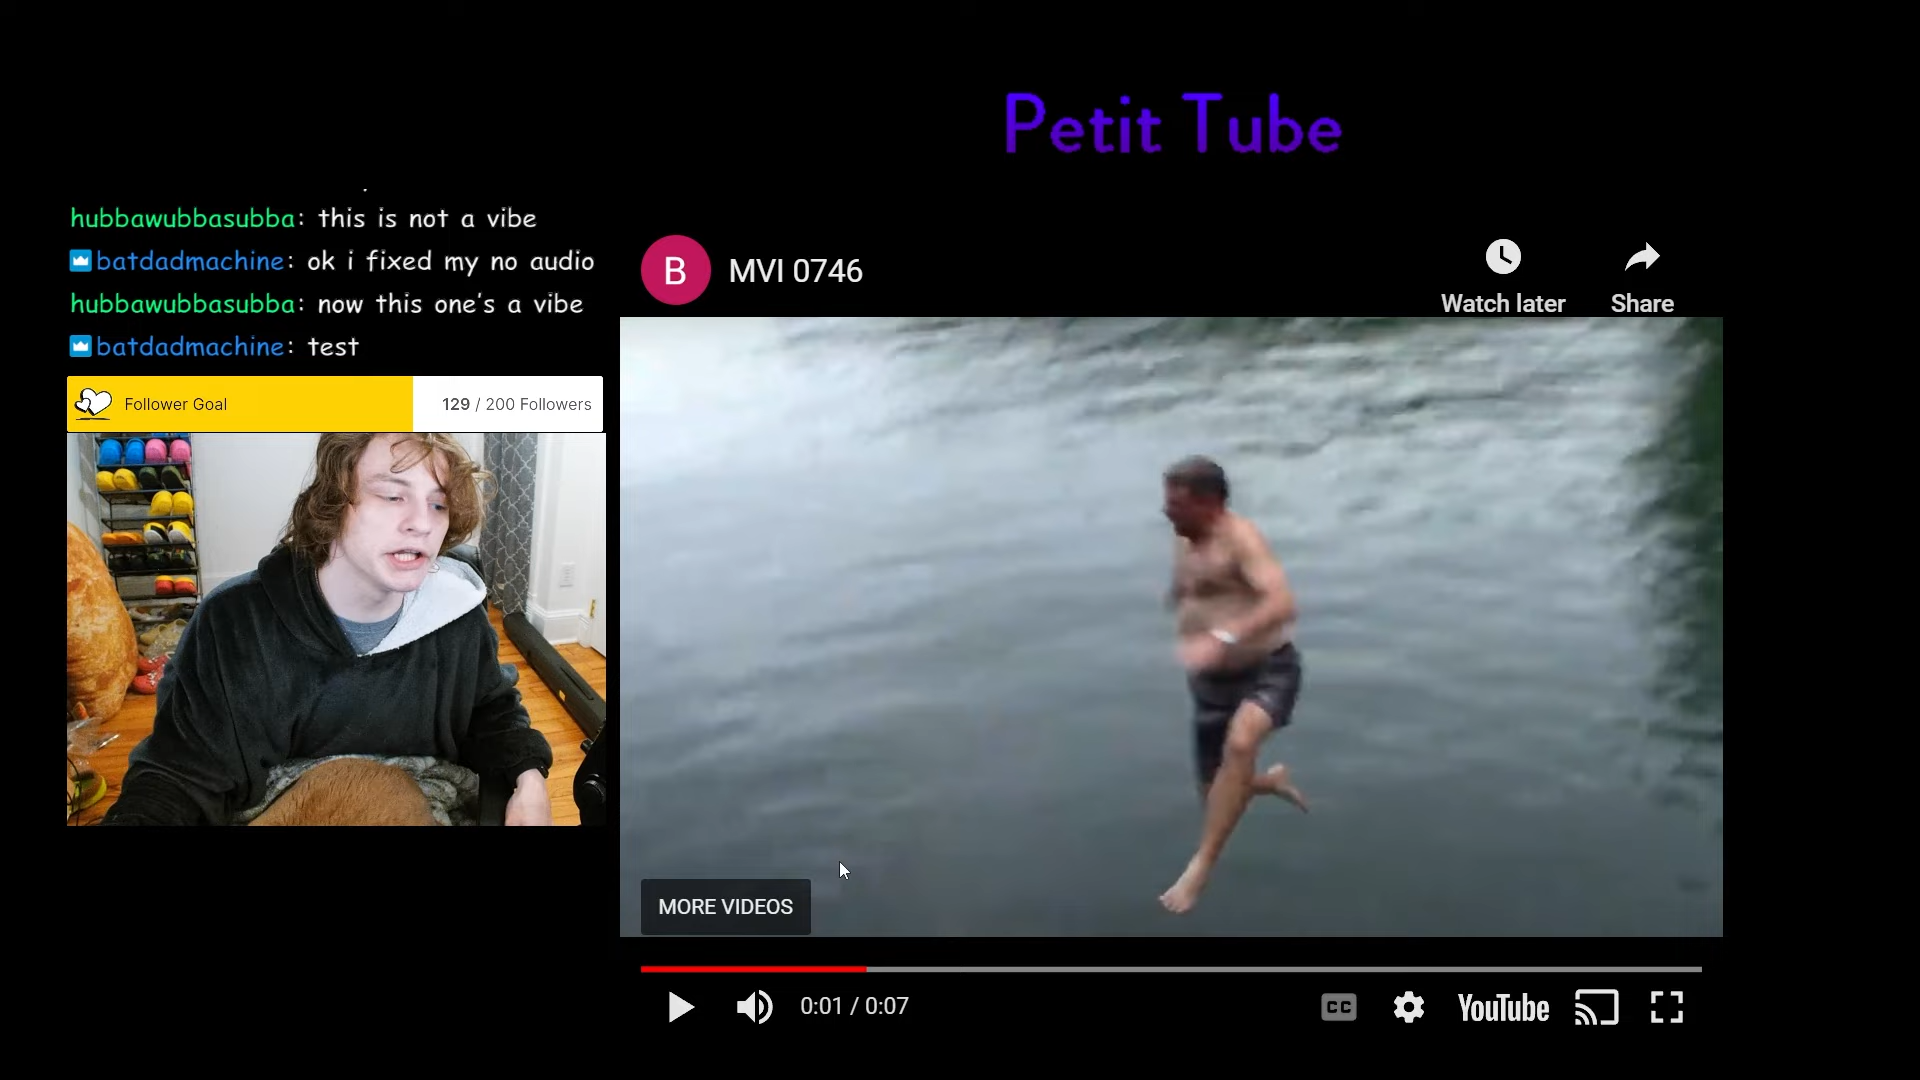 Petit Tube
hubbawubbasubba: this is not a vibe
batdadmachine: ok i fixed my no audio
hubbawubbasubba: now this one's a vibe
batdadmachine: test
Follower Goal 129 / 200 Followers
B MVI 0746
Watch later Share
MORE VIDEOS
0:01 / 0:07
CC YouTube